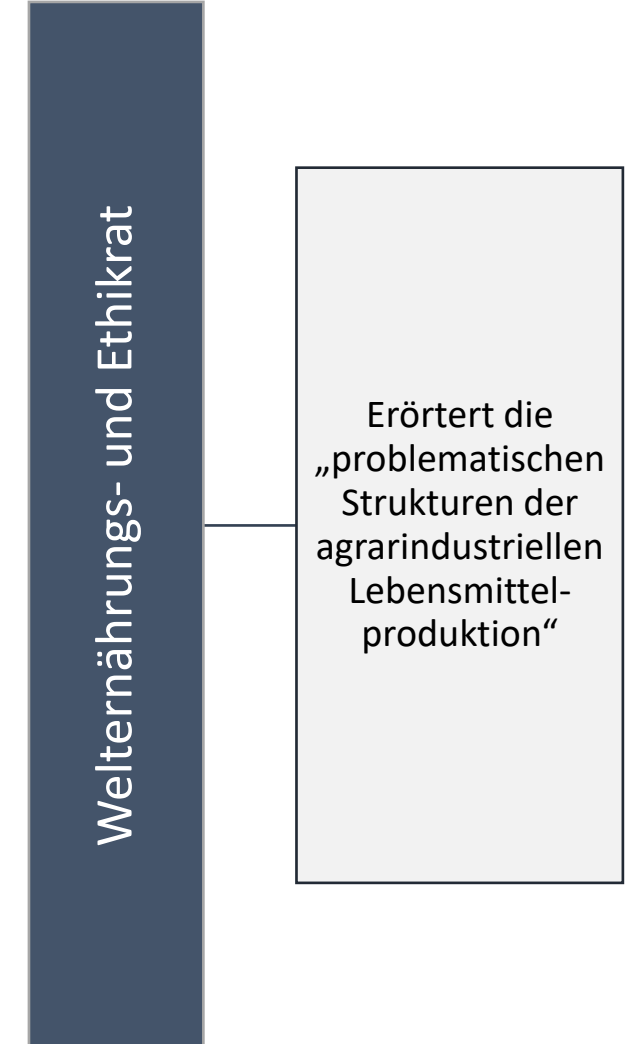 Welternährungs- und Ethikrat
Erörtert die
„problematischen
Strukturen der
agrarindustriellen
Lebensmittel-
produktion“